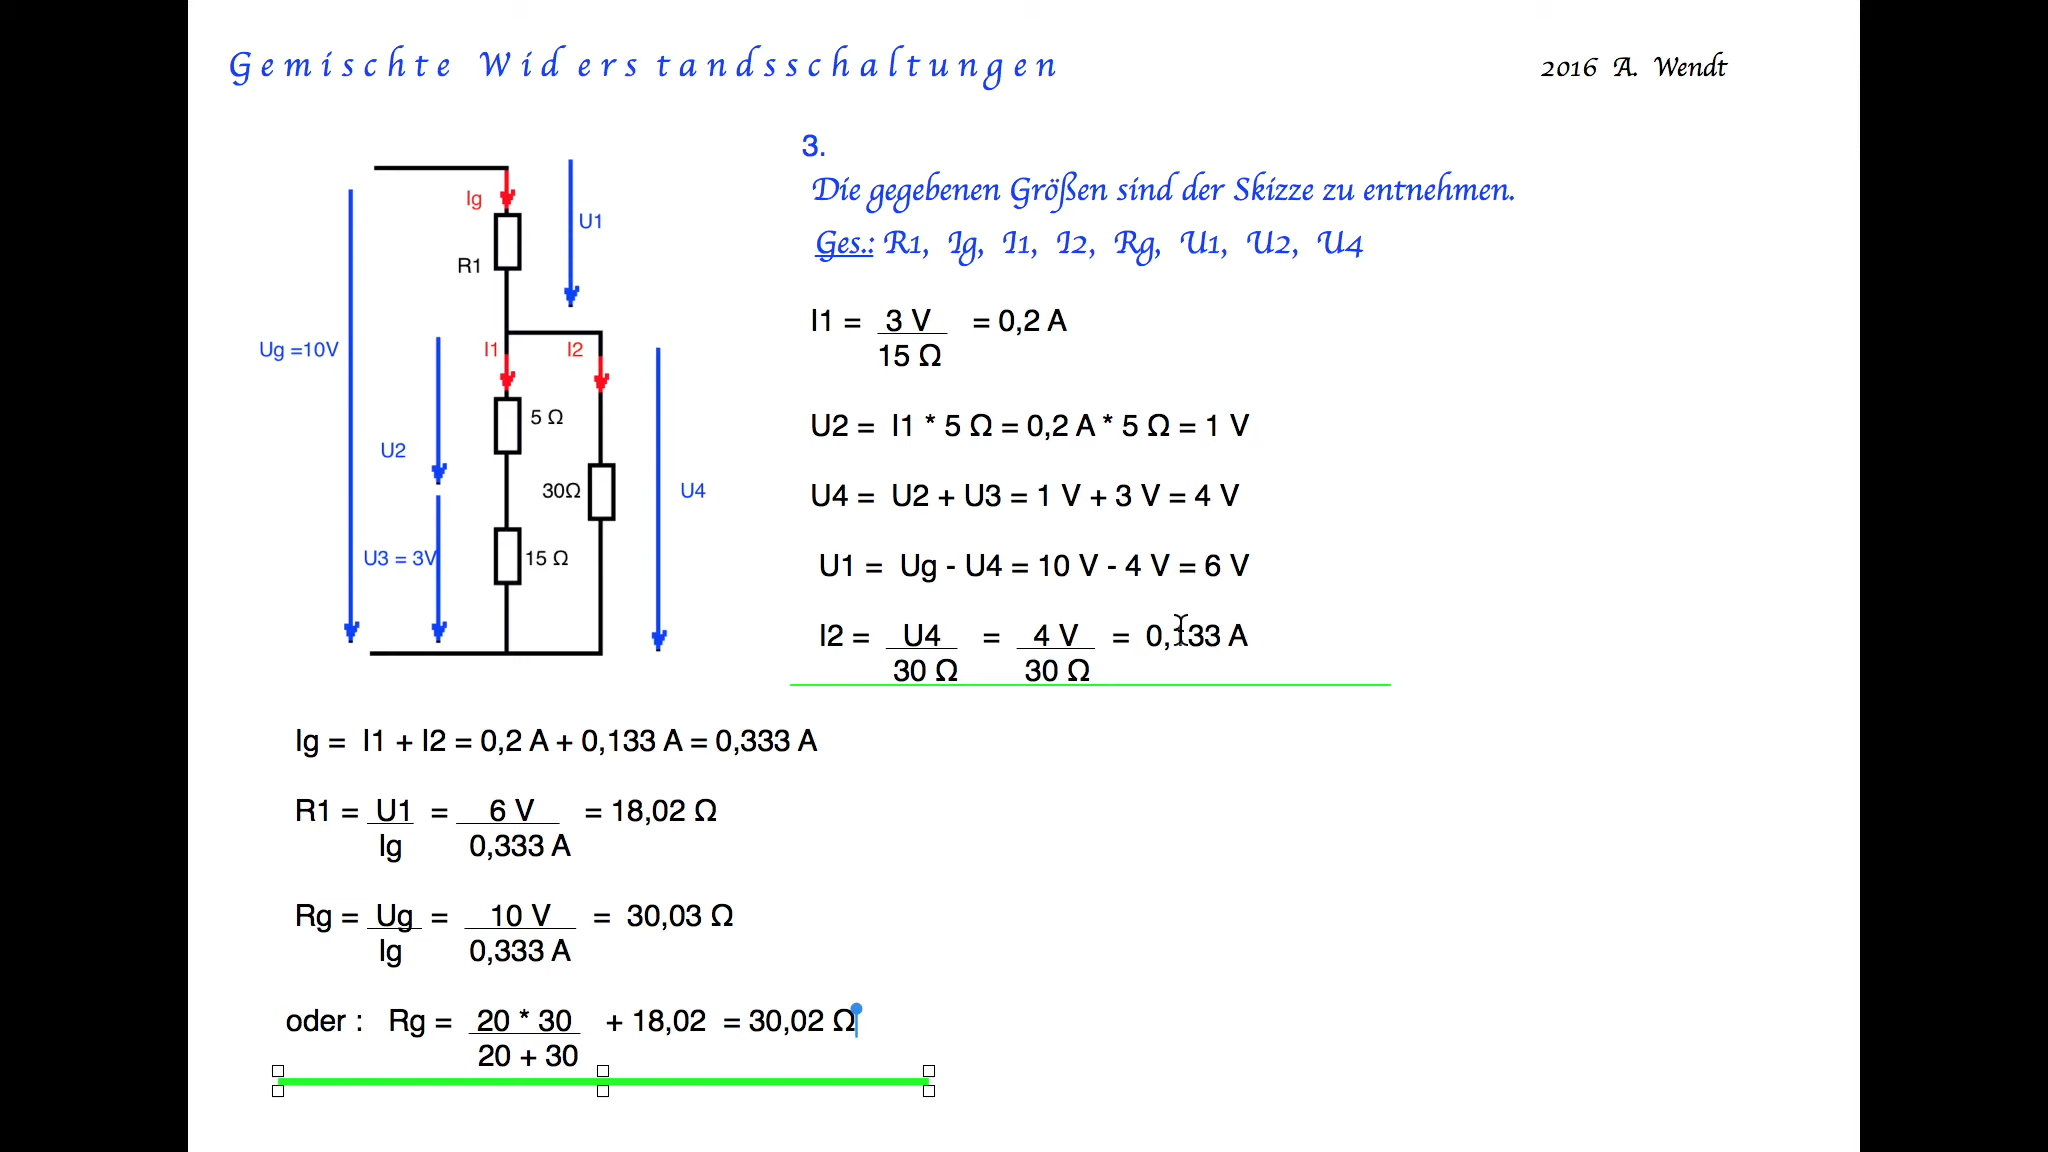 Gemischte Widerstandsschaltungen
2016 A. Wendt
Ig
U1
R1
Ug =10V
I1
I2
5 Ω
U2
30Ω
U4
U3 = 3V
15 Ω
3.
Die gegebenen Größen sind der Skizze zu entnehmen.
Ges.: R1, Ig, I1, I2, Rg, U1, U2, U4
I1 = 3 V = 0,2 A
15 Ω
U2 = I1 * 5 Ω = 0,2 A * 5 Ω = 1 V
U4 = U2 + U3 = 1 V + 3 V = 4 V
U1 = Ug - U4 = 10 V - 4 V = 6 V
I2 = U4 = 4 V = 0,133 A
30 Ω 30 Ω
Ig = I1 + I2 = 0,2 A + 0,133 A = 0,333 A
R1 = U1 = 6 V = 18,02 Ω
Ig 0,333 A
Rg = Ug = 10 V = 30,03 Ω
Ig 0,333 A
oder : Rg = 20 * 30 + 18,02 = 30,02 Ω
20 + 30